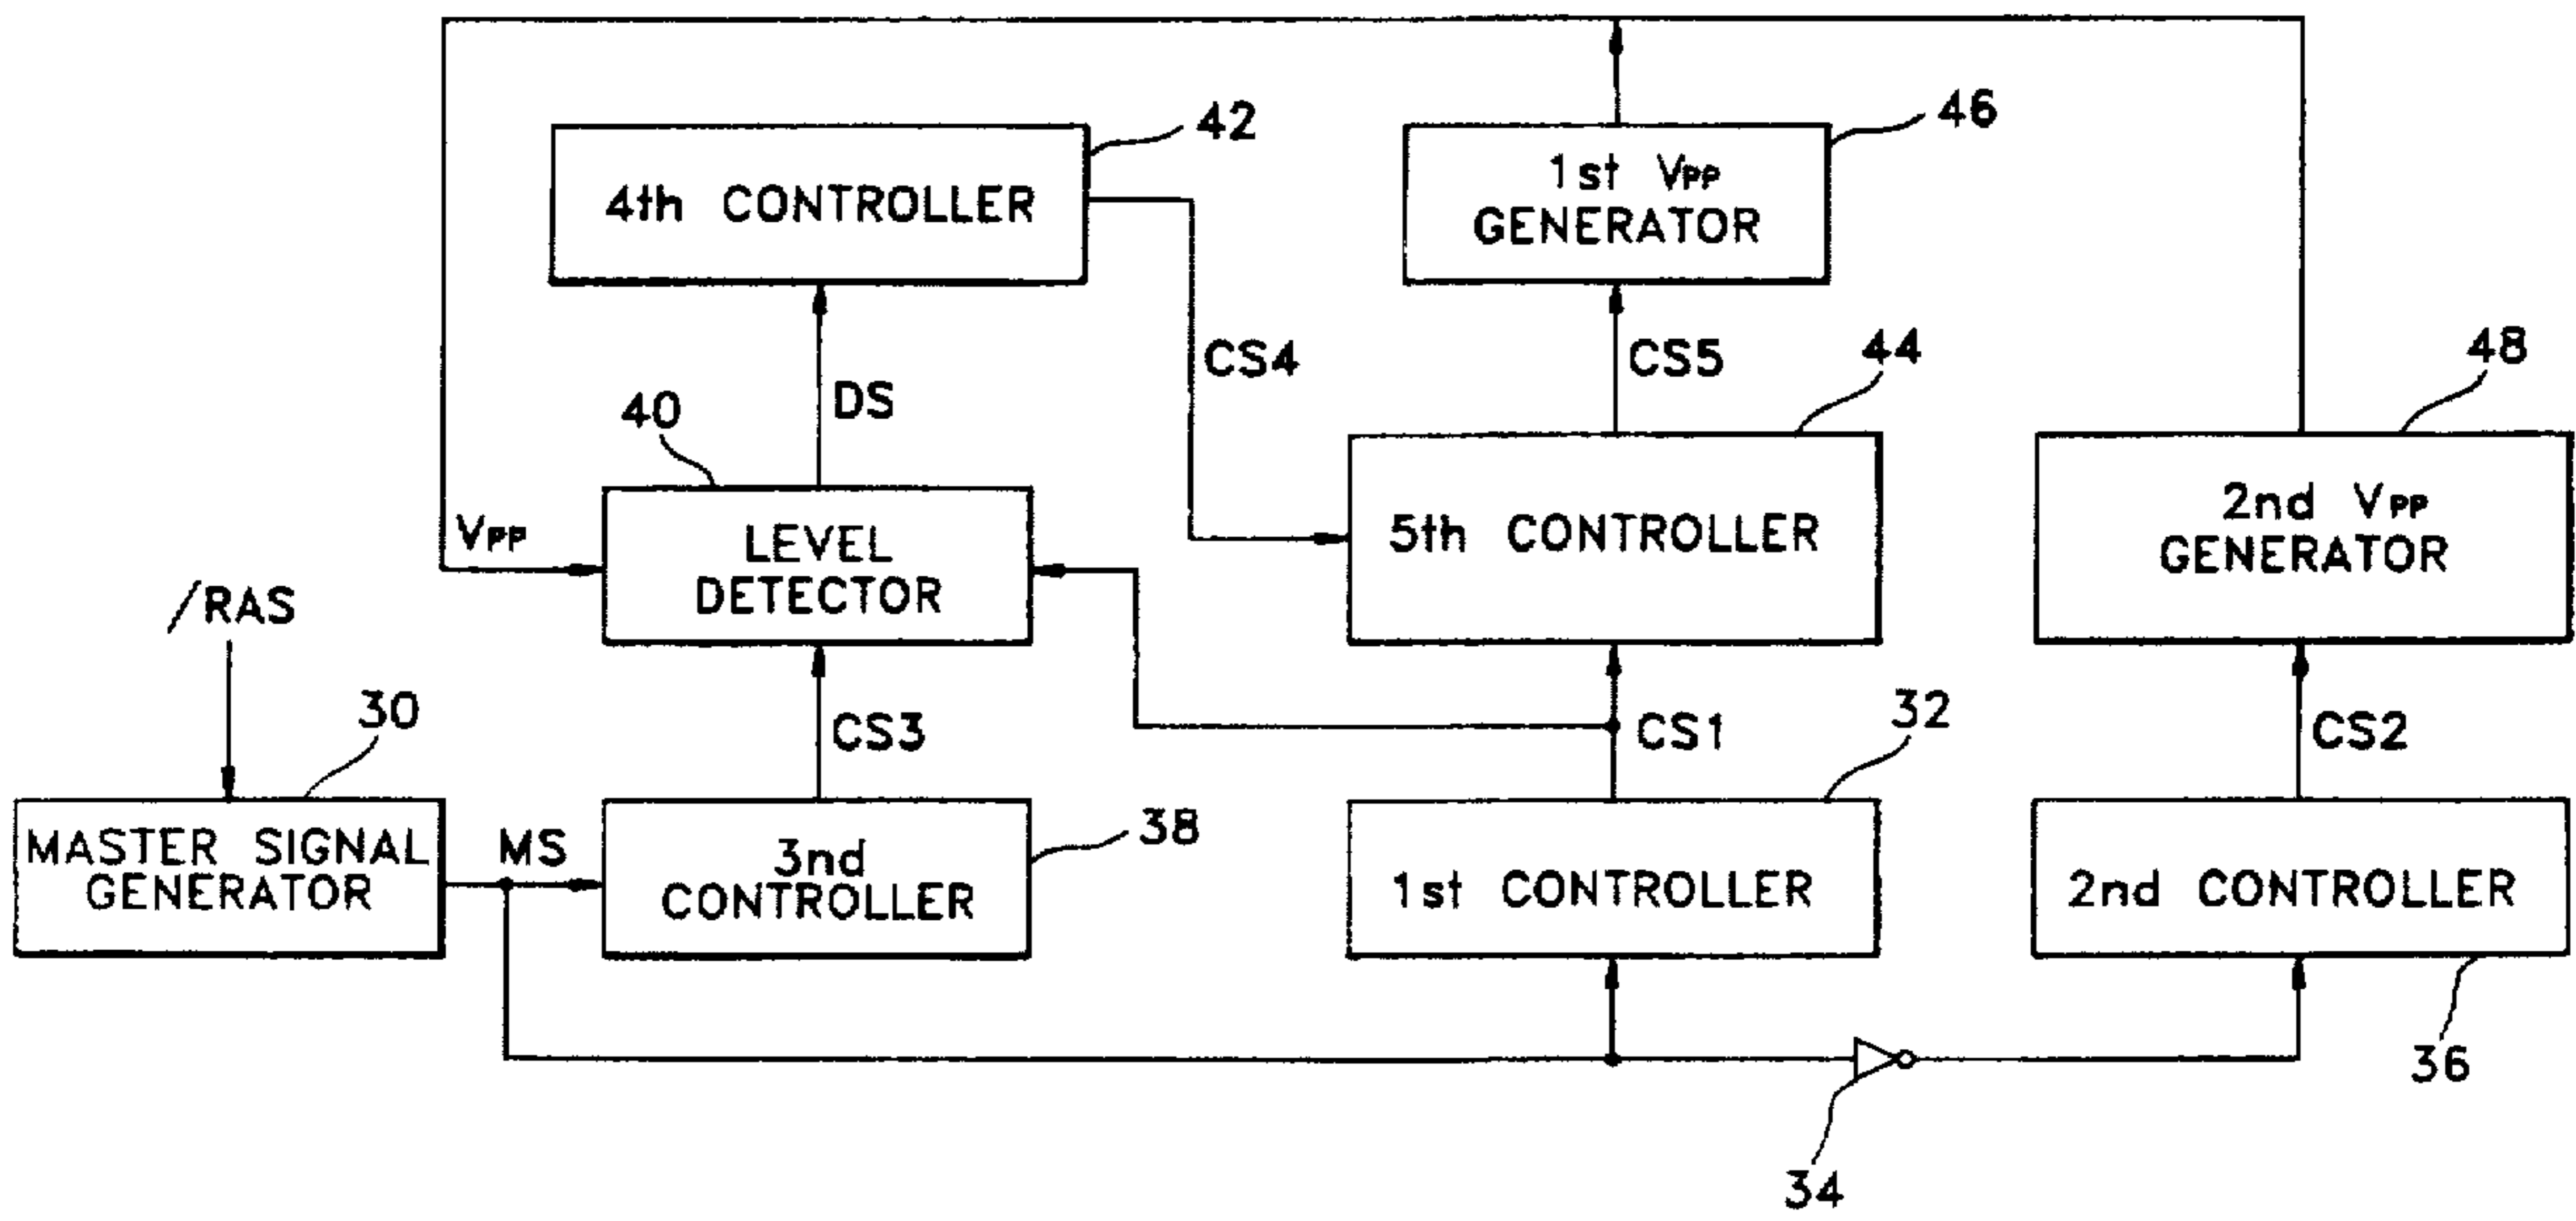 42
46
4th CONTROLLER
1st VPP
GENERATOR
CS4
CS5
44
48
DS
40
VPP
LEVEL
DETECTOR
5th CONTROLLER
2nd VPP
GENERATOR
/RAS
30
CS3
CS1
32
CS2
MASTER SIGNAL
GENERATOR
MS
3nd
CONTROLLER
38
1st CONTROLLER
2nd CONTROLLER
34
36